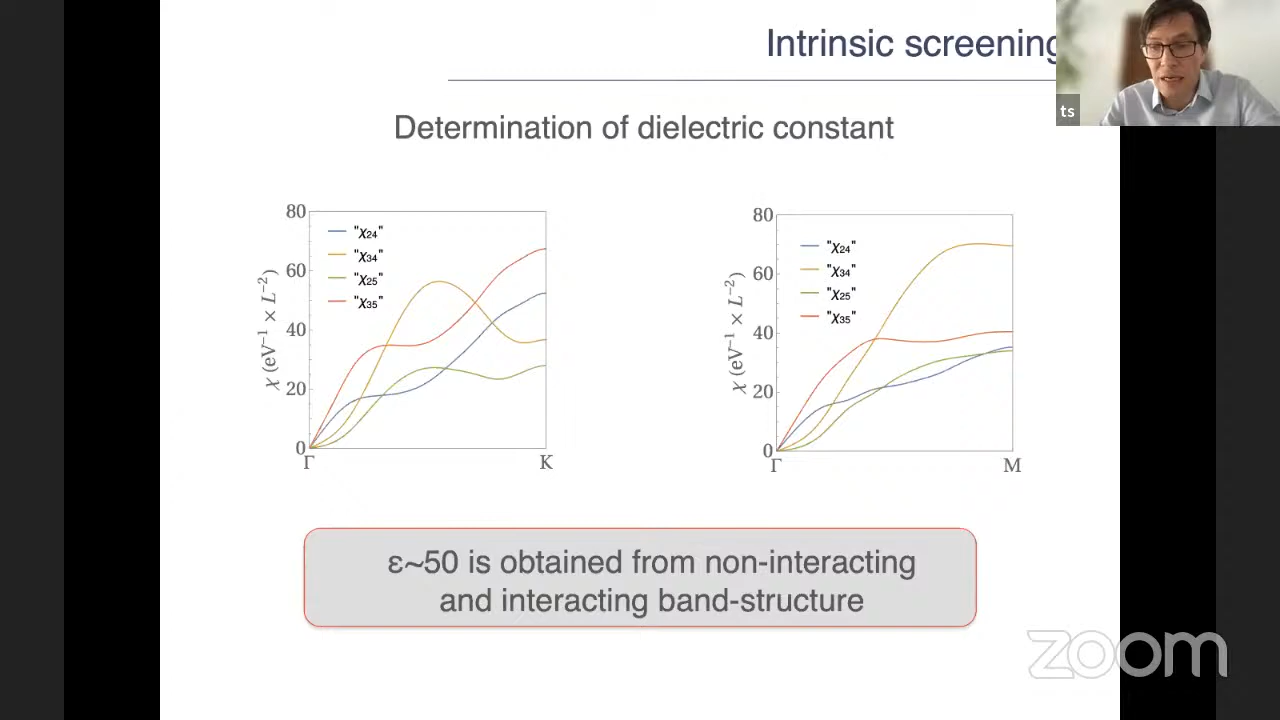 Intrinsic screening
ts
Determination of dielectric constant
80
60
40
20
0
χ (eV⁻¹ × L⁻²)
"χ₂₄"
"χ₃₄"
"χ₂₅"
"χ₃₅"
Γ
K
80
60
40
20
0
χ (eV⁻¹ × L⁻²)
"χ₂₄"
"χ₃₄"
"χ₂₅"
"χ₃₅"
Γ
M
ε~50 is obtained from non-interacting
and interacting band-structure
zoom